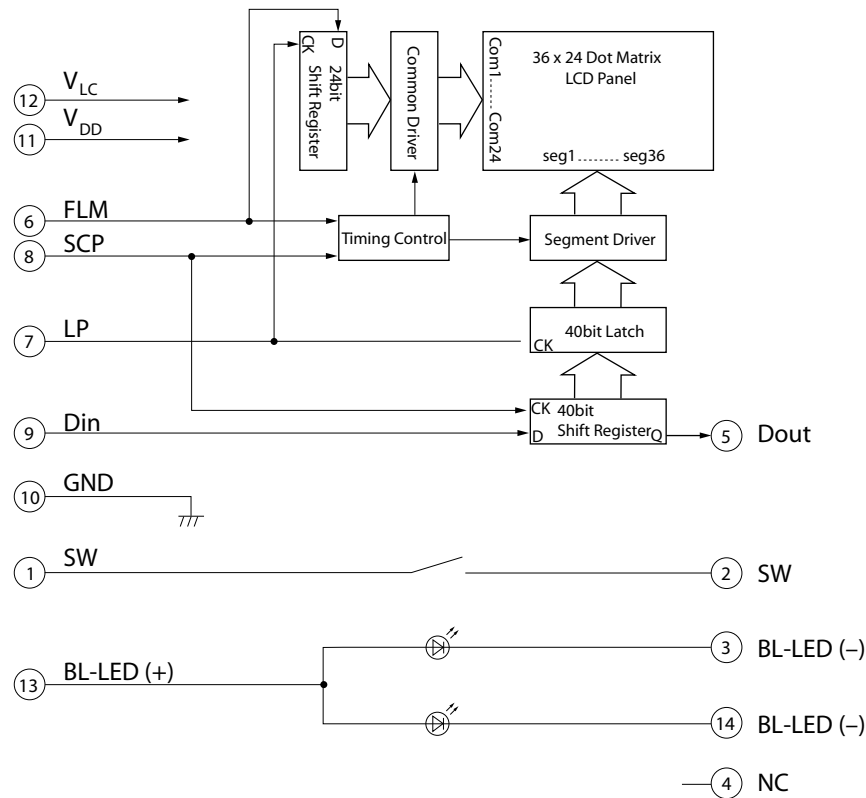 D
CK
24bit
Shift Register
Common Driver
Com1......Com24
36 x 24 Dot Matrix
LCD Panel
seg1......... seg36
12 VLC
11 VDD
6 FLM
Timing Control
Segment Driver
8 SCP
7 LP
40bit Latch
CK
CK 40bit
Shift Register
D
Q
9 Din
5 Dout
10 GND
1 SW
2 SW
13 BL-LED (+)
3 BL-LED (–)
14 BL-LED (–)
4 NC